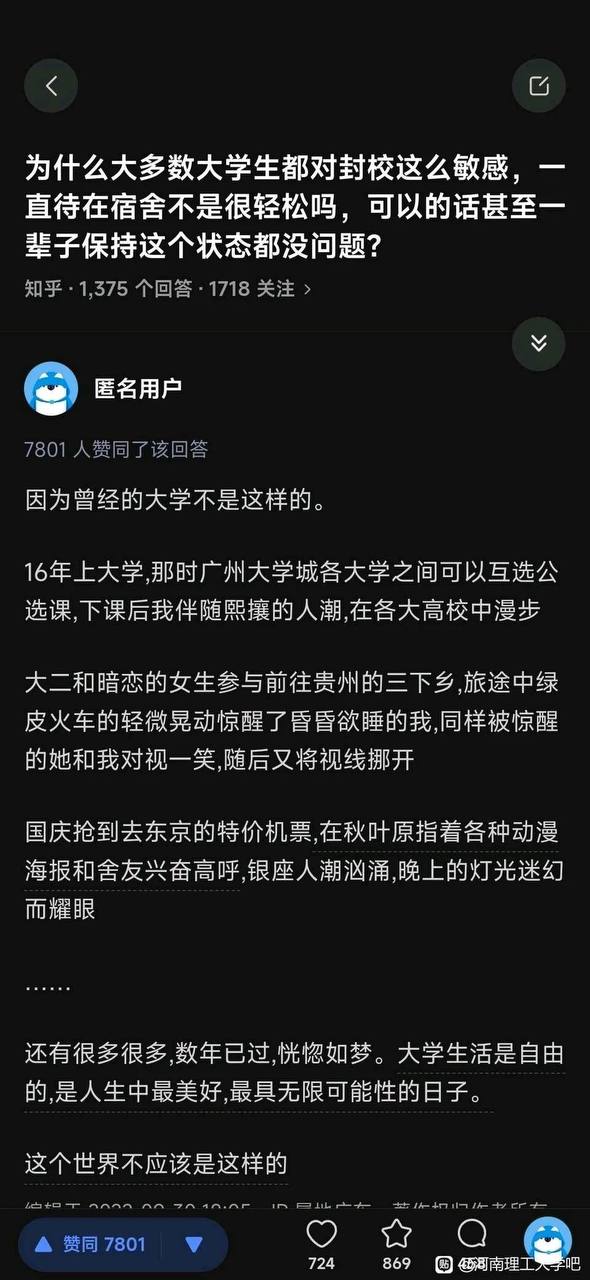 为什么大多数大学生都对封校这么敏感，一
直待在宿舍不是很轻松吗，可以的话甚至一
辈子保持这个状态都没问题？
知乎 · 1,375 个回答 · 1718 关注
匿名用户
7801 人赞同了该回答
因为曾经的大学不是这样的。
16年上大学,那时广州大学城各大学之间可以互选公
选课,下课后我伴随熙攘的人潮,在各大高校中漫步
大二和暗恋的女生参与前往贵州的三下乡,旅途中绿
皮火车的轻微晃动惊醒了昏昏欲睡的我,同样被惊醒
的她和我对视一笑,随后又将视线挪开
国庆抢到去东京的特价机票,在秋叶原指着各种动漫
海报和舍友兴奋高呼,银座人潮汹涌,晚上的灯光迷幻
而耀眼
……
还有很多很多,数年已过,恍惚如梦。大学生活是自由
的,是人生中最美好,最具无限可能性的日子。
这个世界不应该是这样的
赞同 7801
724
869
贴 @河南理工大学吧